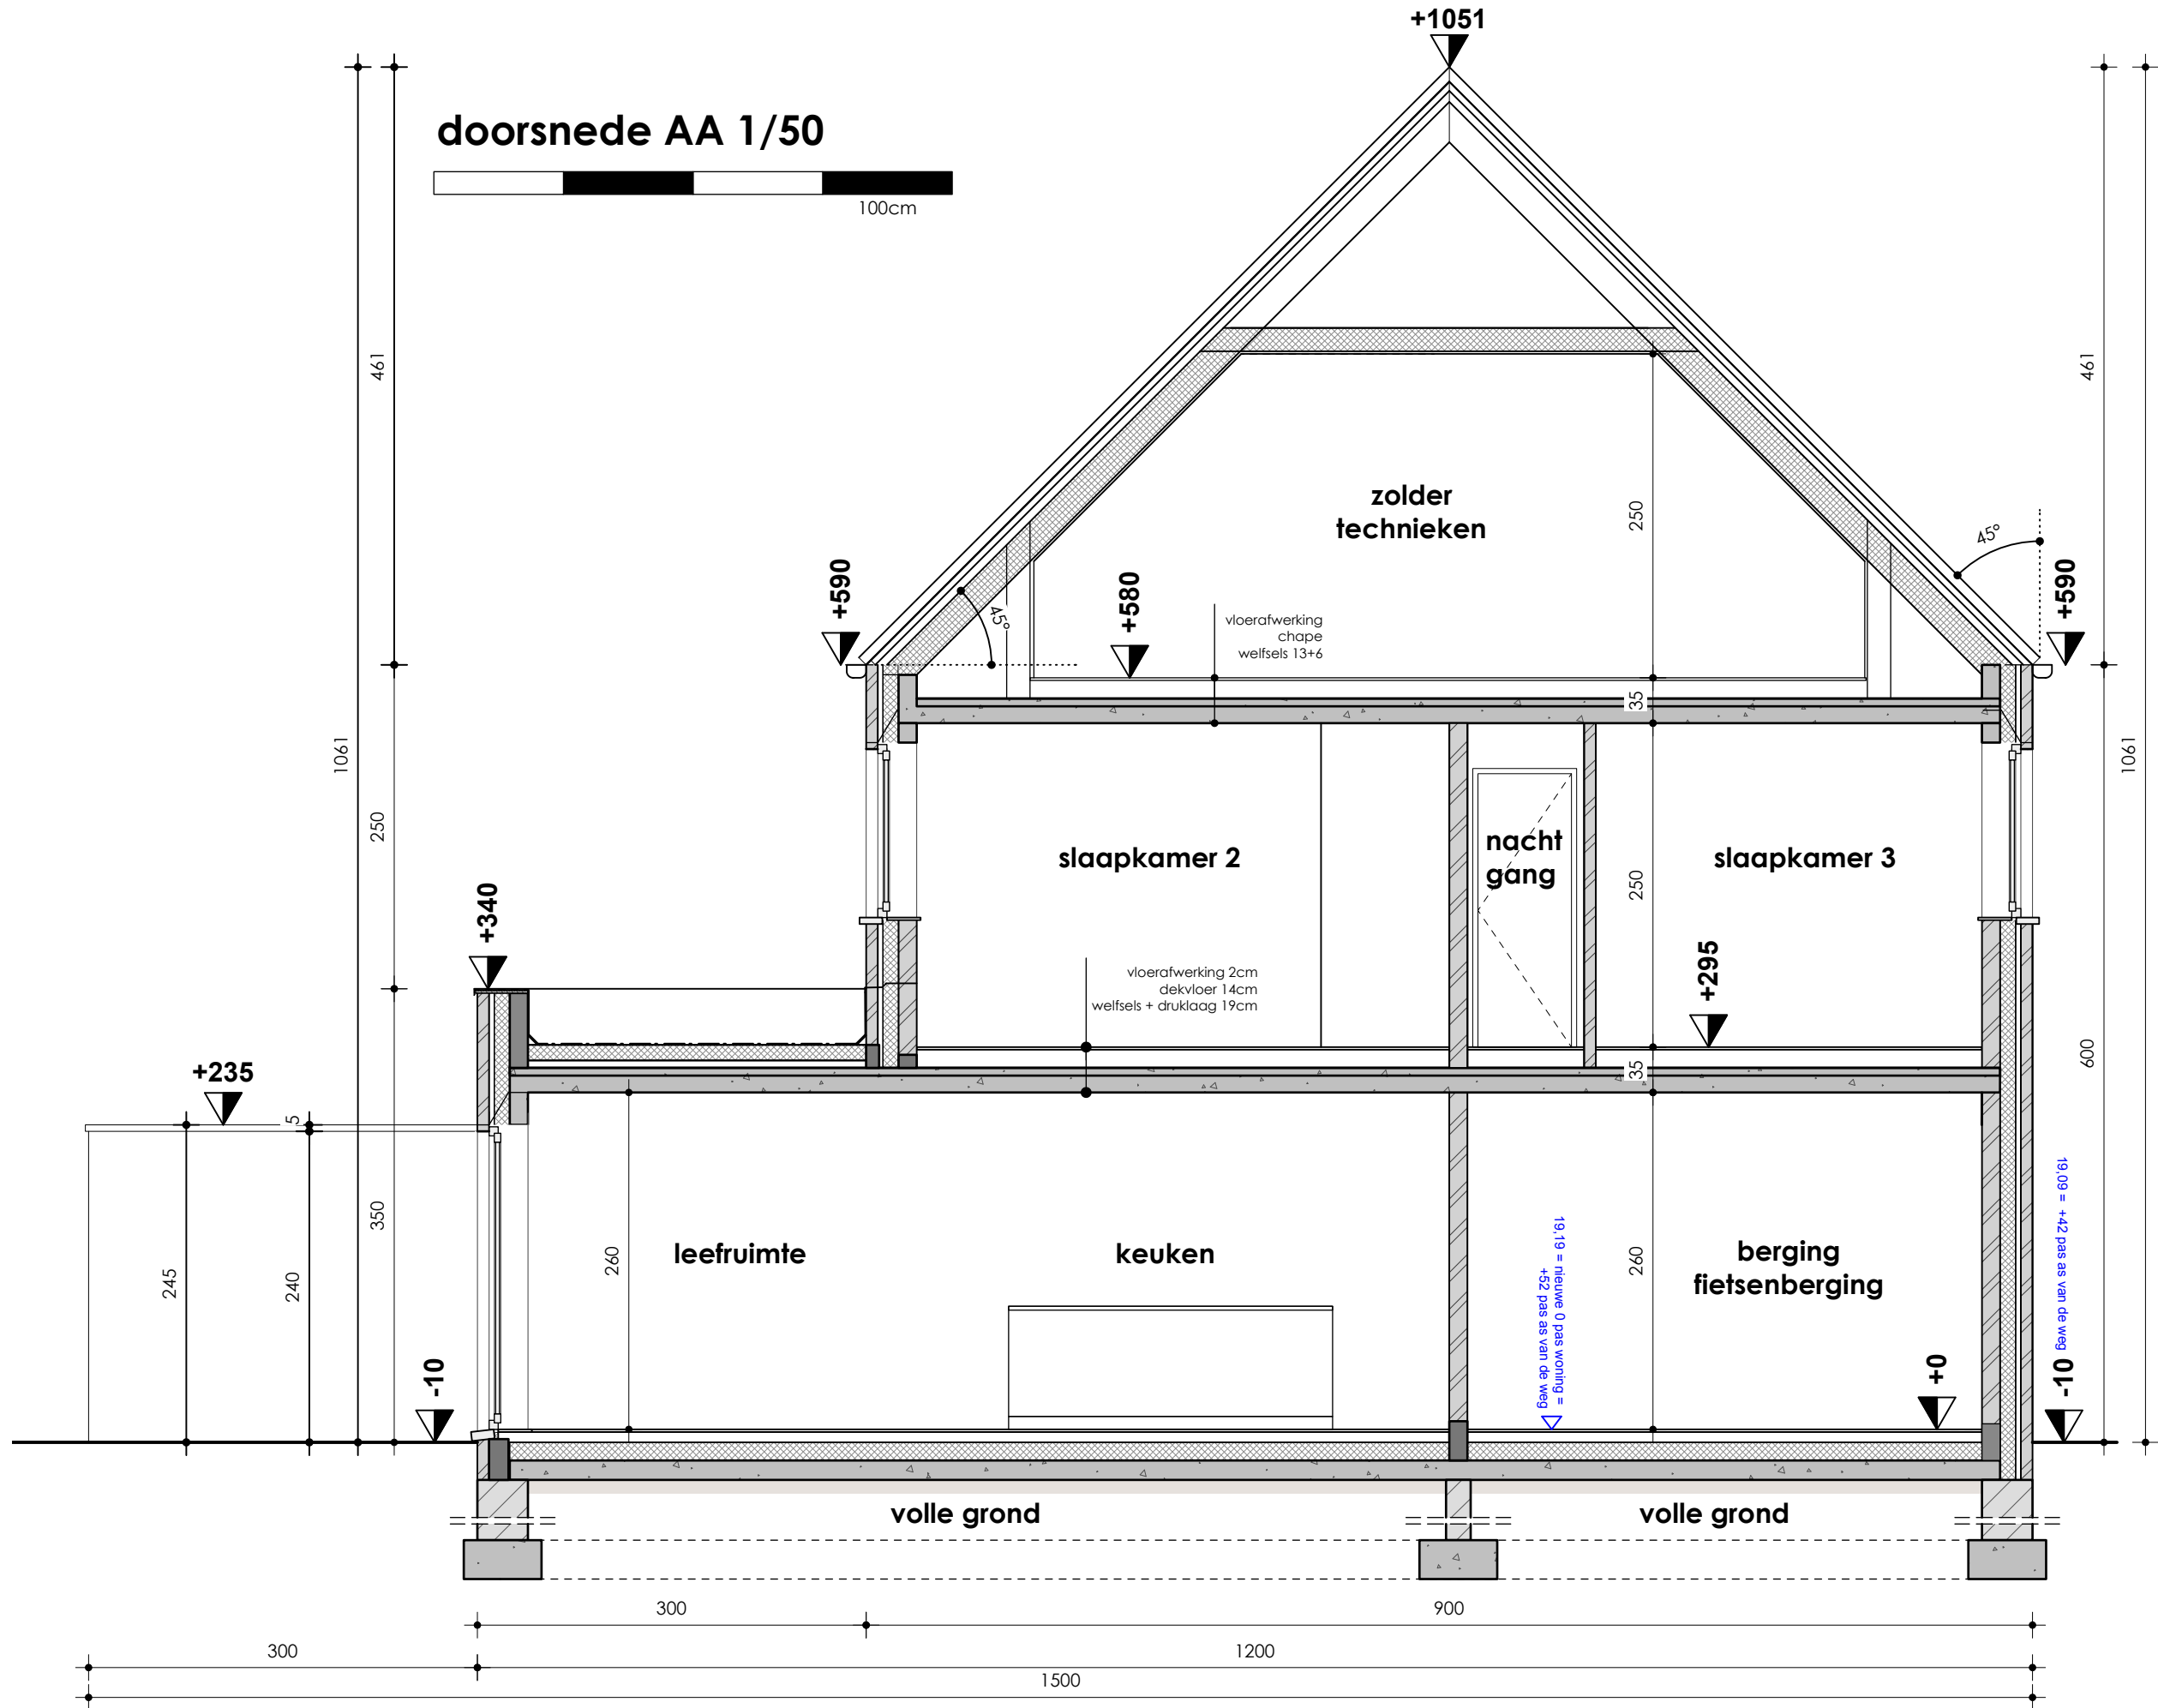 +1051
doorsnede AA 1/50
100cm
461
461
zolder
technieken
250
45°
45°
+590
+580
+590
vloerafwerking
chape
welfsels 13+6
35
1061
1061
250
slaapkamer 2
nacht
gang
slaapkamer 3
250
+340
+295
vloerafwerking 2cm
dekvloer 14cm
welfsels + druklaag 19cm
600
35
+235
5
350
19,09 = +42 pas as van de weg
19,19 = nieuwe 0 pas woning =
+52 pas as van de weg
leefruimte
keuken
berging
fietsenberging
260
260
245
240
-10
+0
-10
volle grond
volle grond
300
900
300
1200
1500